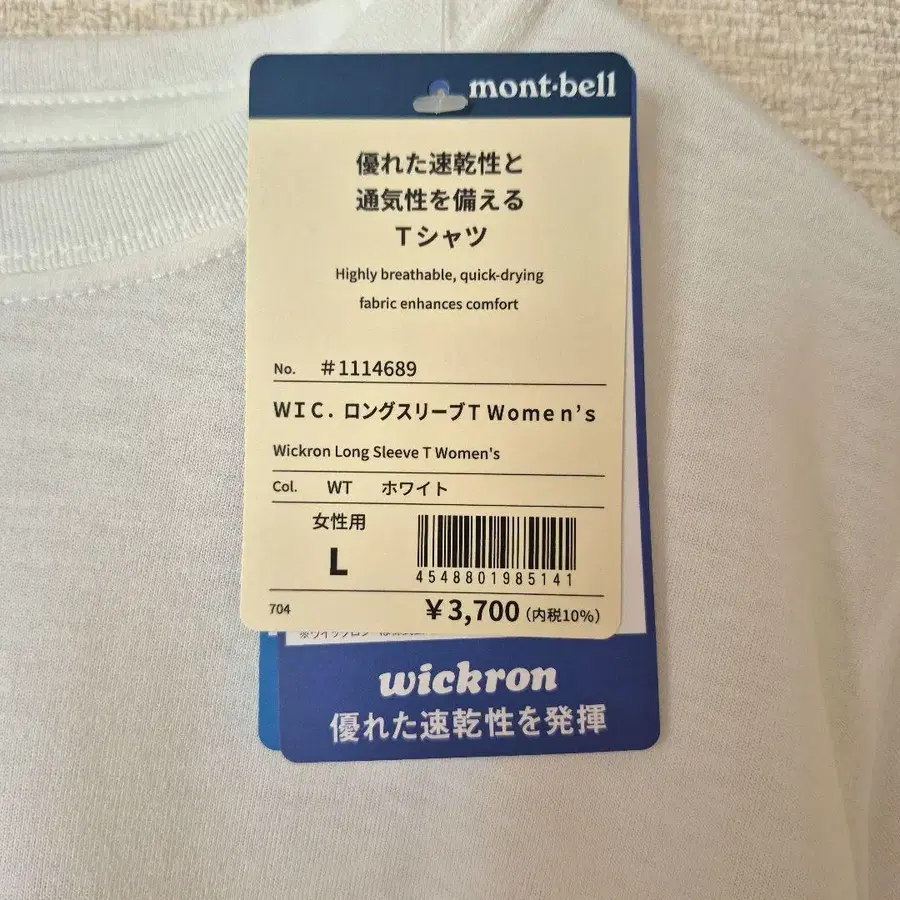 mont·bell
優れた速乾性と
通気性を備える
Tシャツ
Highly breathable, quick-drying
fabric enhances comfort
No. #1114689
WIC. ロングスリーブT Women's
Wickron Long Sleeve T Women's
Col. WT ホワイト
女性用
L
4548801985141
704 ¥3,700 (内税10%)
wickron
優れた速乾性を発揮